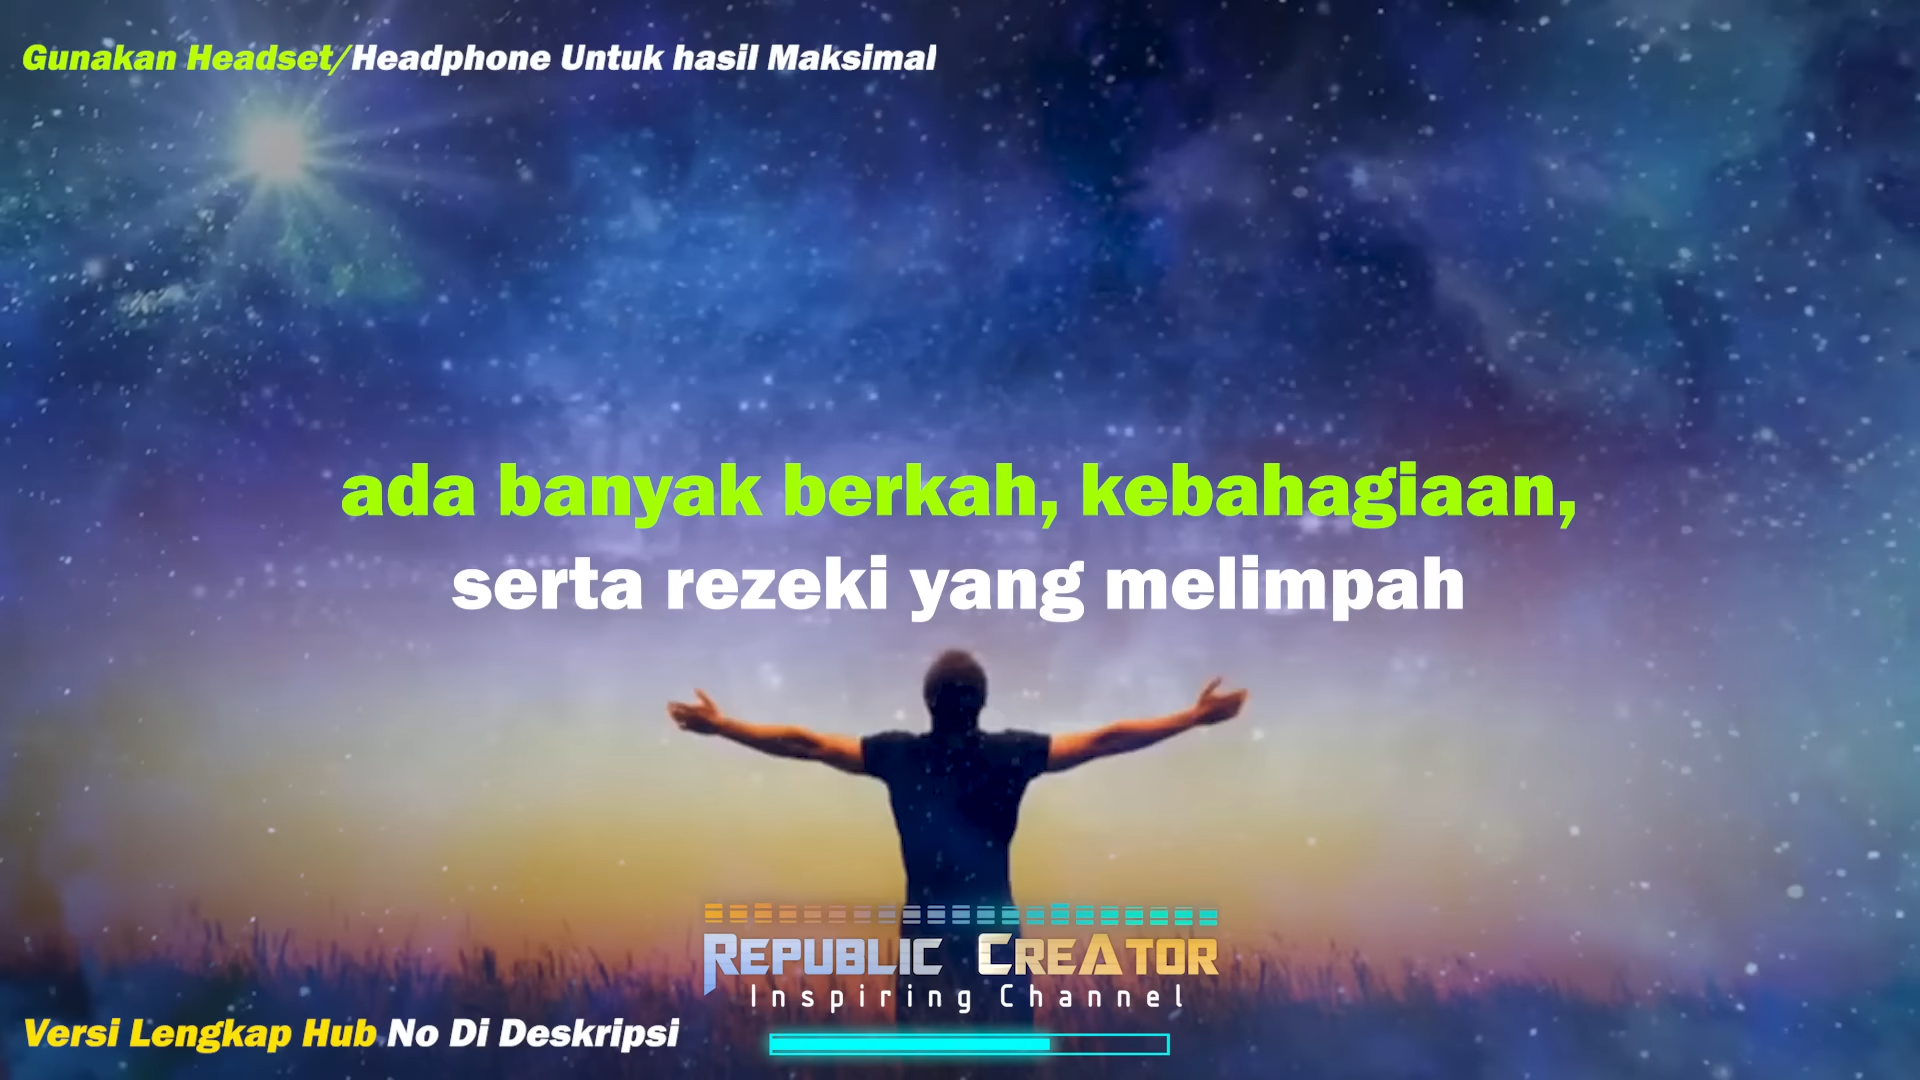 Gunakan Headset/Headphone Untuk hasil Maksimal
ada banyak berkah, kebahagiaan,
serta rezeki yang melimpah
REPUBLIC CREATOR
Inspiring Channel
Versi Lengkap Hub No Di Deskripsi